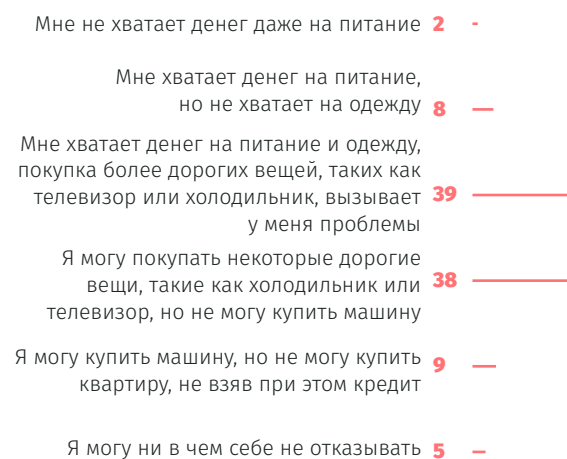 Мне не хватает денег даже на питание 2
Мне хватает денег на питание,
но не хватает на одежду 8
Мне хватает денег на питание и одежду,
покупка более дорогих вещей, таких как
телевизор или холодильник, вызывает 39
у меня проблемы
Я могу покупать некоторые дорогие
вещи, такие как холодильник или 38
телевизор, но не могу купить машину
Я могу купить машину, но не могу купить 9
квартиру, не взяв при этом кредит
Я могу ни в чем себе не отказывать 5